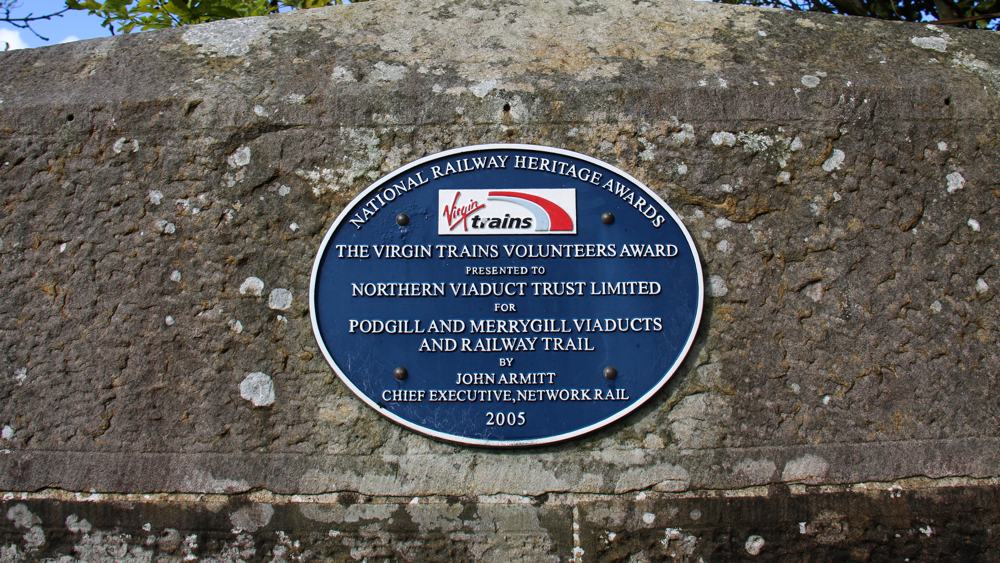 NATIONAL RAILWAY HERITAGE AWARDS
Virgin
trains
THE VIRGIN TRAINS VOLUNTEERS AWARD
PRESENTED TO
NORTHERN VIADUCT TRUST LIMITED
FOR
PODGILL AND MERRYGILL VIADUCTS
AND RAILWAY TRAIL
BY
JOHN ARMITT
CHIEF EXECUTIVE, NETWORK RAIL
2005